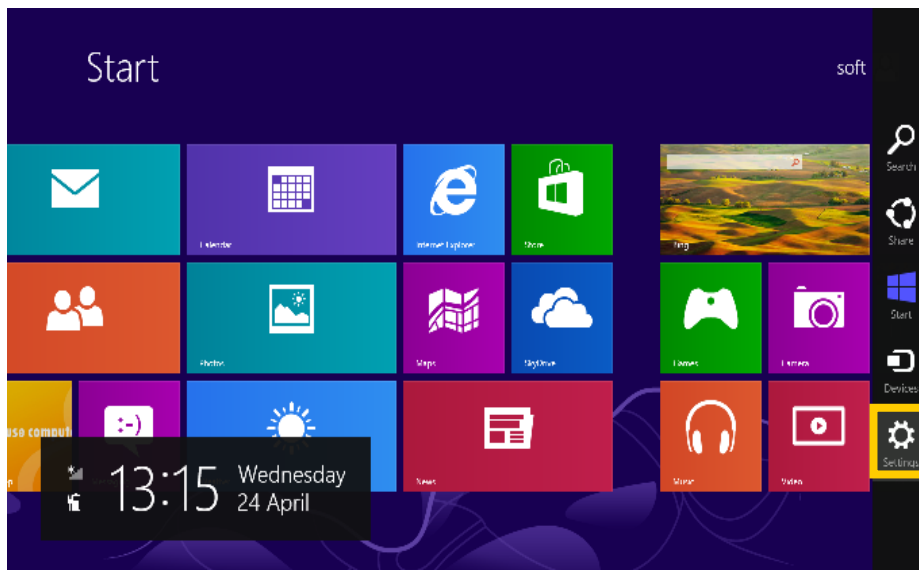 Start
soft
Search
Calendar
Internet Explorer
Store
Bing
Share
Start
Photos
Maps
SkyDrive
Games
Camera
Devices
:-)
13:15
Wednesday
24 April
News
Music
Video
Settings